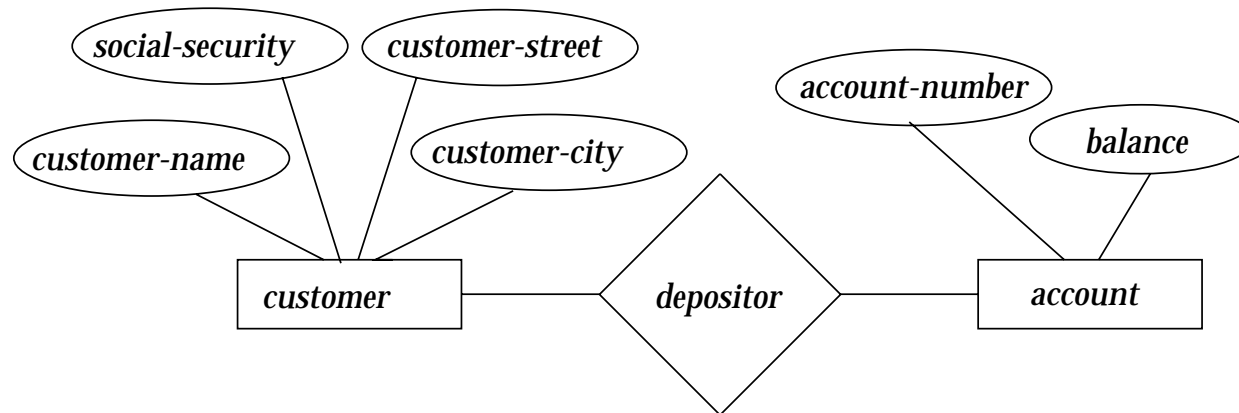 social-security
customer-street
customer-name
customer-city
account-number
balance
customer
depositor
account